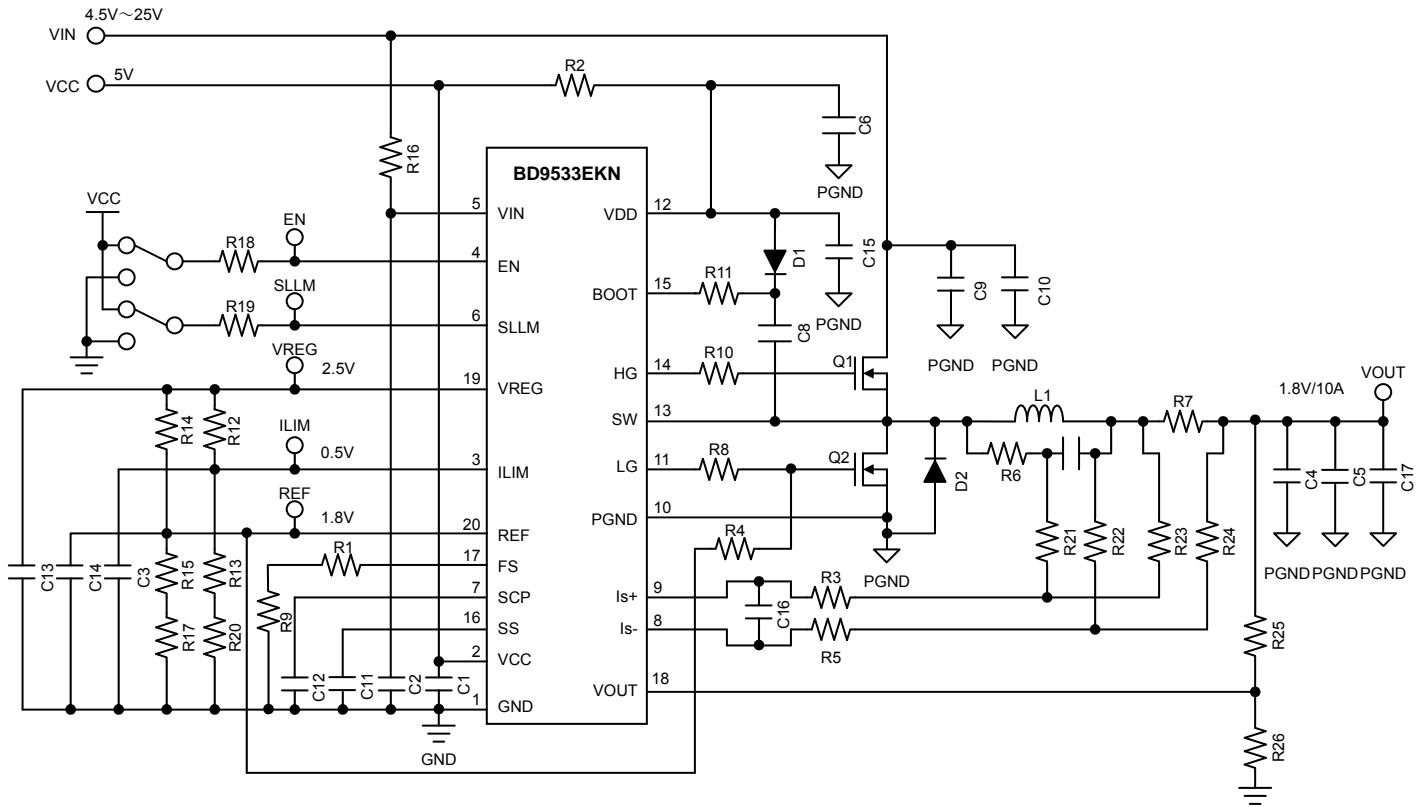 4.5V～25V
VIN
VCC
5V
R2
C6
PGND
R16
BD9533EKN
VCC
EN
R18
SLLM
R19
VREG
2.5V
R14
R12
ILIM
0.5V
REF
1.8V
R1
R9
C13
C14
C3
R15
R13
R17
R20
C12
C11
C2
C1
GND
5
VIN
4
EN
6
SLLM
19
VREG
3
ILIM
20
REF
17
FS
7
SCP
16
SS
2
VCC
1
GND
VDD
12
BOOT
15
HG
14
SW
13
LG
11
PGND
10
Is+
9
Is-
8
VOUT
18
D1
C15
PGND
R11
C8
R10
Q1
C9
C10
PGND
PGND
R8
Q2
D2
R4
PGND
L1
R6
R7
1.8V/10A
VOUT
C4
C5
C17
PGND
PGND
PGND
R21
R22
R23
R24
C16
R3
R5
R25
R26